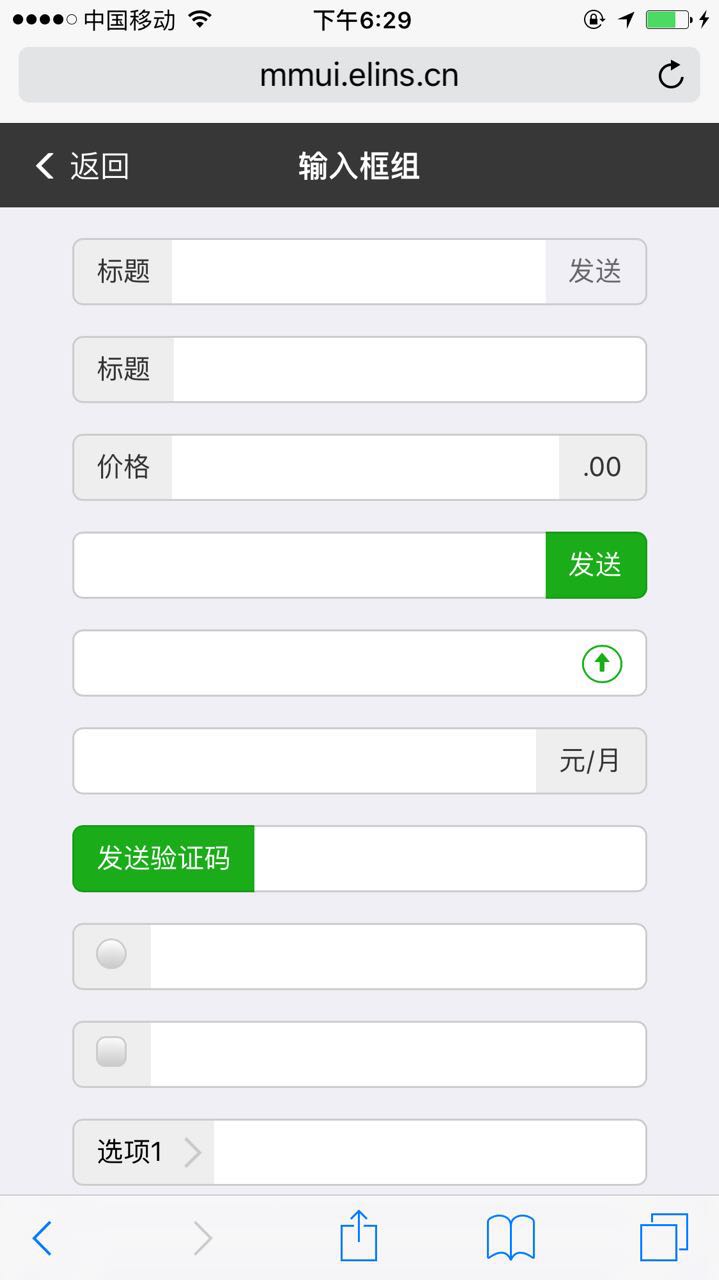 中国移动 下午6:29
mmui.elins.cn
返回 输入框组
标题 发送
标题
价格 .00
发送
元/月
发送验证码
选项1